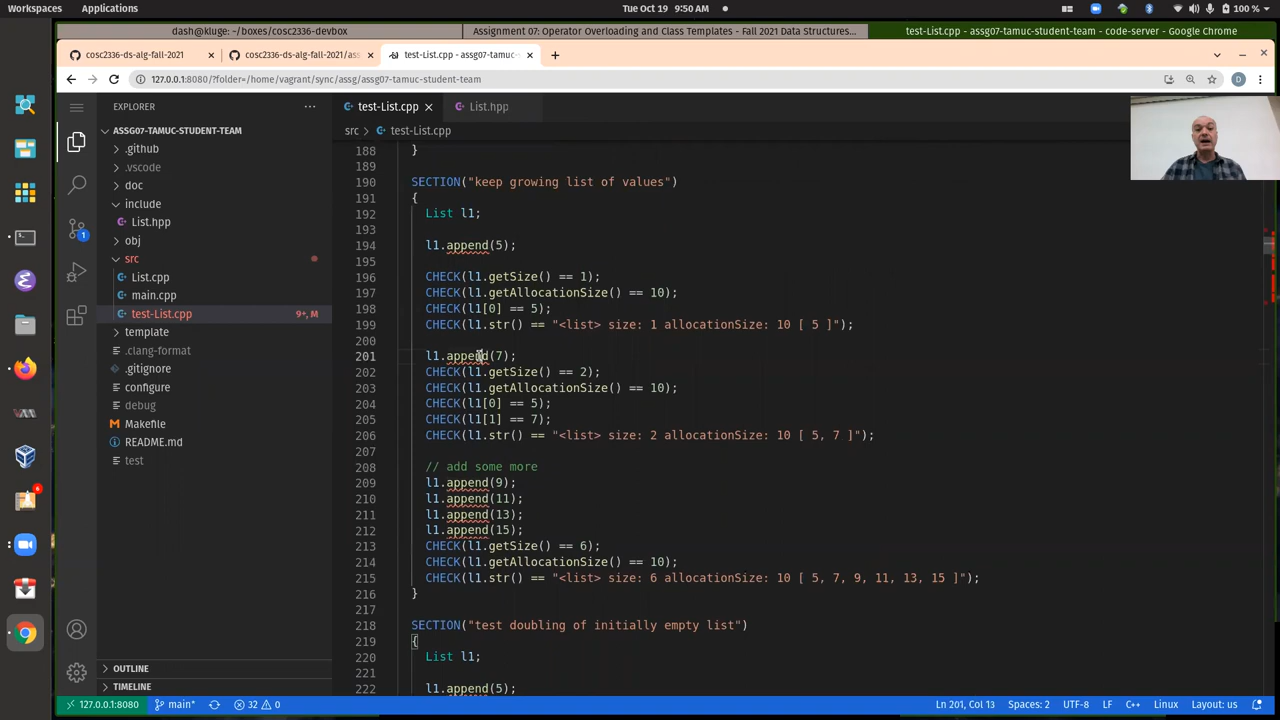 Workspaces Applications Tue Oct 19 9:50 AM 100 %
dash@kluge: ~/boxes/cosc2336-devbox Assignment 07: Operator Overloading and Class Templates - Fall 2021 Data Structures... test-List.cpp - assg07-tamuc-student-team - code-server - Google Chrome
cosc2336-ds-alg-fall-2021 cosc2336-ds-alg-fall-2021/ass test-List.cpp - assg07-tamuc-s
127.0.0.1:8080/?folder=/home/vagrant/sync/assg/assg07-tamuc-student-team
D
EXPLORER
ASSG07-TAMUC-STUDENT-TEAM
.github
.vscode
doc
include
List.hpp
obj
src
List.cpp
main.cpp
test-List.cpp 9+, M
template
.clang-format
.gitignore
configure
debug
Makefile
README.md
test
OUTLINE
TIMELINE
1
6
test-List.cpp List.hpp
src > test-List.cpp
188 }
189
190 SECTION("keep growing list of values")
191 {
192 List l1;
193
194 l1.append(5);
195
196 CHECK(l1.getSize() == 1);
197 CHECK(l1.getAllocationSize() == 10);
198 CHECK(l1[0] == 5);
199 CHECK(l1.str() == "<list> size: 1 allocationSize: 10 [ 5 ]");
200
201 l1.append(7);
202 CHECK(l1.getSize() == 2);
203 CHECK(l1.getAllocationSize() == 10);
204 CHECK(l1[0] == 5);
205 CHECK(l1[1] == 7);
206 CHECK(l1.str() == "<list> size: 2 allocationSize: 10 [ 5, 7 ]");
207
208 // add some more
209 l1.append(9);
210 l1.append(11);
211 l1.append(13);
212 l1.append(15);
213 CHECK(l1.getSize() == 6);
214 CHECK(l1.getAllocationSize() == 10);
215 CHECK(l1.str() == "<list> size: 6 allocationSize: 10 [ 5, 7, 9, 11, 13, 15 ]");
216 }
217
218 SECTION("test doubling of initially empty list")
219 {
220 List l1;
221
222 l1.append(5);
127.0.0.1:8080 main* 32 0 Ln 201, Col 13 Spaces: 2 UTF-8 LF C++ Linux Layout: us